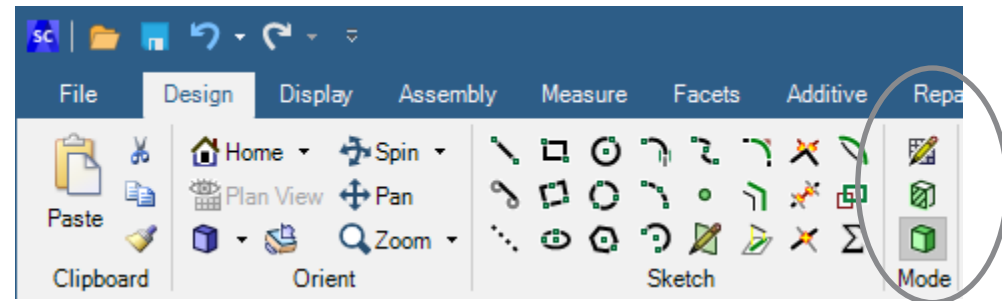 SC
File Design Display Assembly Measure Facets Additive Repa
Home Spin
Plan View Pan
Paste Zoom
Clipboard Orient Sketch Mode